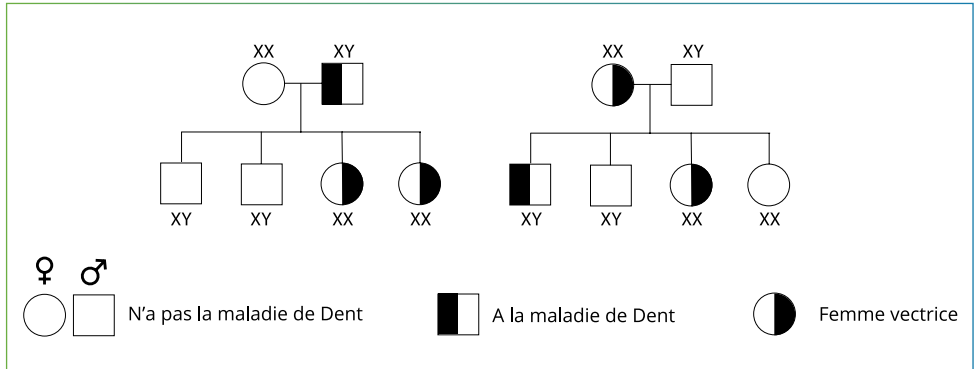 XX XY XX XY
XY XY XX XX XY XY XX XX
♀ ♂
N'a pas la maladie de Dent A la maladie de Dent Femme vectrice